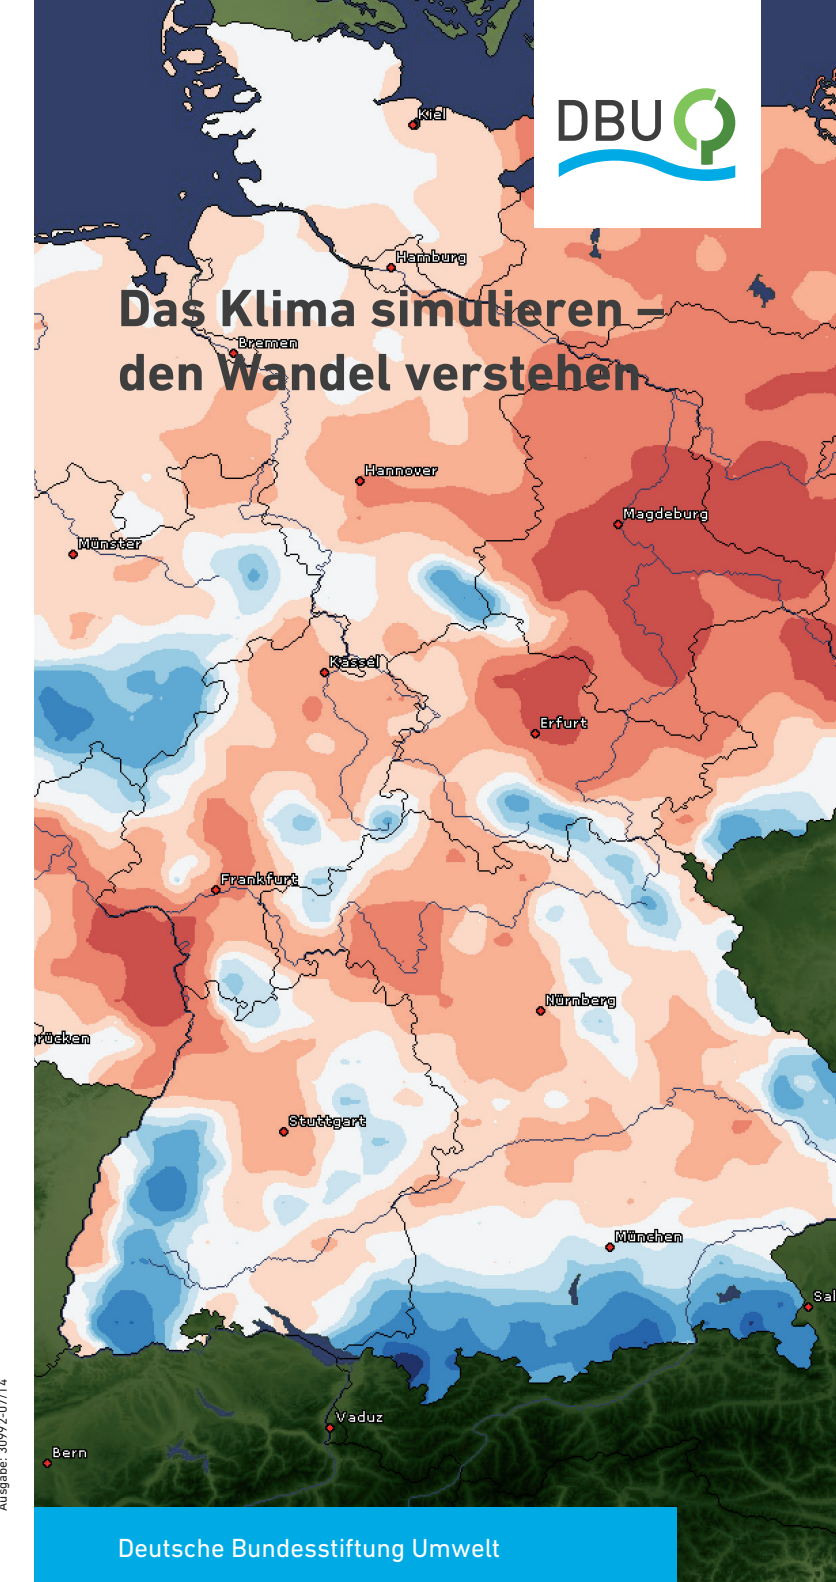 DBU
Kiel
Hamburg
Das Klima simulieren –
Bremen
den Wandel verstehen
Hannover
Magdeburg
Münster
Kassel
Erfurt
Frankfurt
Nürnberg
rücken
Stuttgart
München
Sal
Vaduz
Bern
Ausgabe: 30992-07/14
Deutsche Bundesstiftung Umwelt